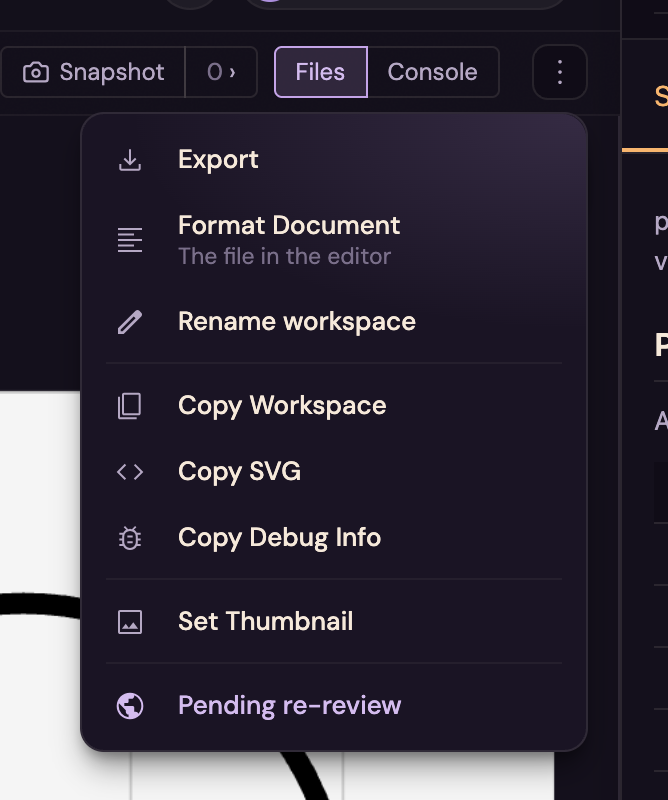 Snapshot
0 ›
Files
Console
Export
Format Document
The file in the editor
Rename workspace
Copy Workspace
Copy SVG
Copy Debug Info
Set Thumbnail
Pending re-review